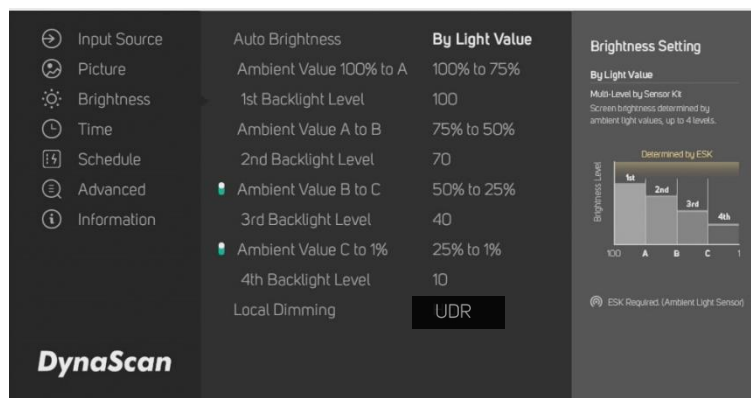 Input Source
Picture
Brightness
Time
Schedule
Advanced
Information
DynaScan
Auto Brightness By Light Value
Ambient Value 100% to A 100% to 75%
1st Backlight Level 100
Ambient Value A to B 75% to 50%
2nd Backlight Level 70
Ambient Value B to C 50% to 25%
3rd Backlight Level 40
Ambient Value C to 1% 25% to 1%
4th Backlight Level 10
Local Dimming UDR
Brightness Setting
By Light Value
Multi-Level by Sensor Kit
Screen brightness determined by
ambient light values, up to 4 levels.
Determined by ESK
Brightness Level
1st
2nd
3rd
4th
100 A B C 1
ESK Required. (Ambient Light Sensor)